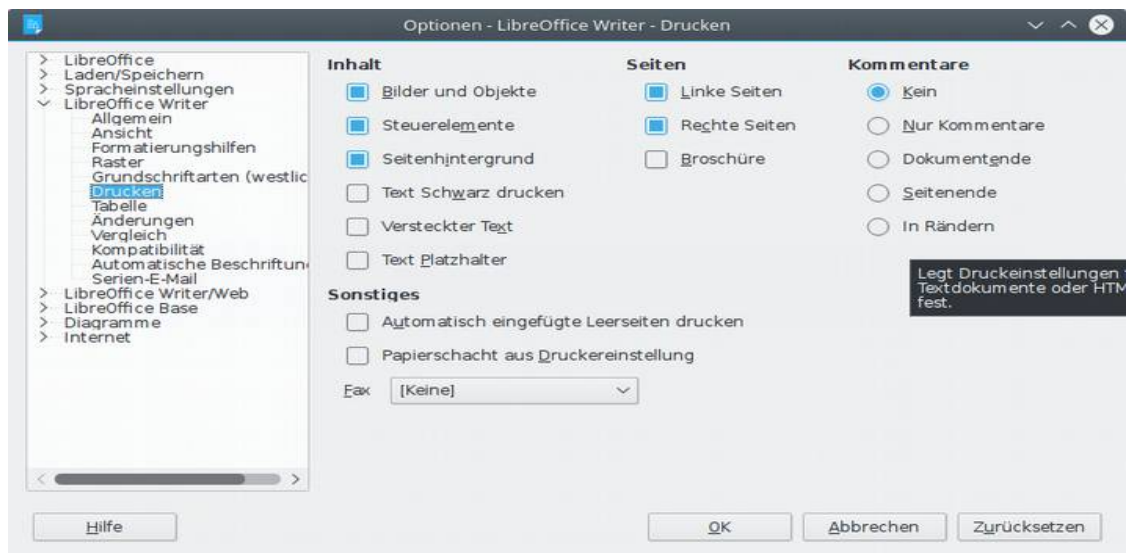 Optionen - LibreOffice Writer - Drucken
LibreOffice
Laden/Speichern
Spracheinstellungen
LibreOffice Writer
Allgemein
Ansicht
Formatierungshilfen
Raster
Grundschriftarten (westlic
Drucken
Tabelle
Änderungen
Vergleich
Kompatibilität
Automatische Beschriftun
Serien-E-Mail
LibreOffice Writer/Web
LibreOffice Base
Diagramme
Internet
Inhalt
Bilder und Objekte
Steuerelemente
Seitenhintergrund
Text Schwarz drucken
Versteckter Text
Text Platzhalter
Seiten
Linke Seiten
Rechte Seiten
Broschüre
Kommentare
Kein
Nur Kommentare
Dokumentende
Seitenende
In Rändern
Sonstiges
Automatisch eingefügte Leerseiten drucken
Papierschacht aus Druckereinstellung
Fax [Keine]
Legt Druckeinstellungen
Textdokumente oder HTM
fest.
Hilfe
OK
Abbrechen
Zurücksetzen